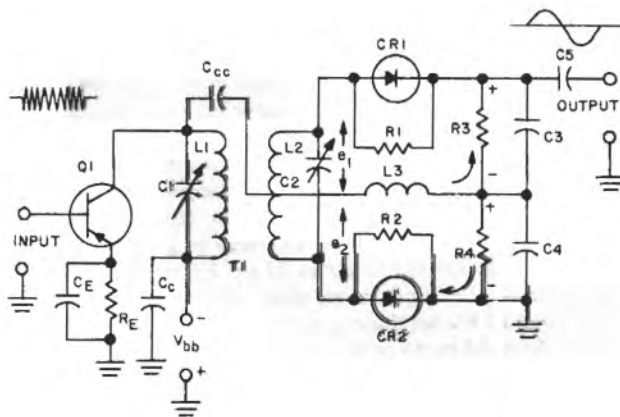 CR1
C5
Ccc
OUTPUT
R1
R3
C3
L1
L2
e1
Q1
C1
C2
L3
R2
INPUT
T1
e2
R4
C4
CE
RE
Cc
Vbb
CR2
+
-
+
-
-
+